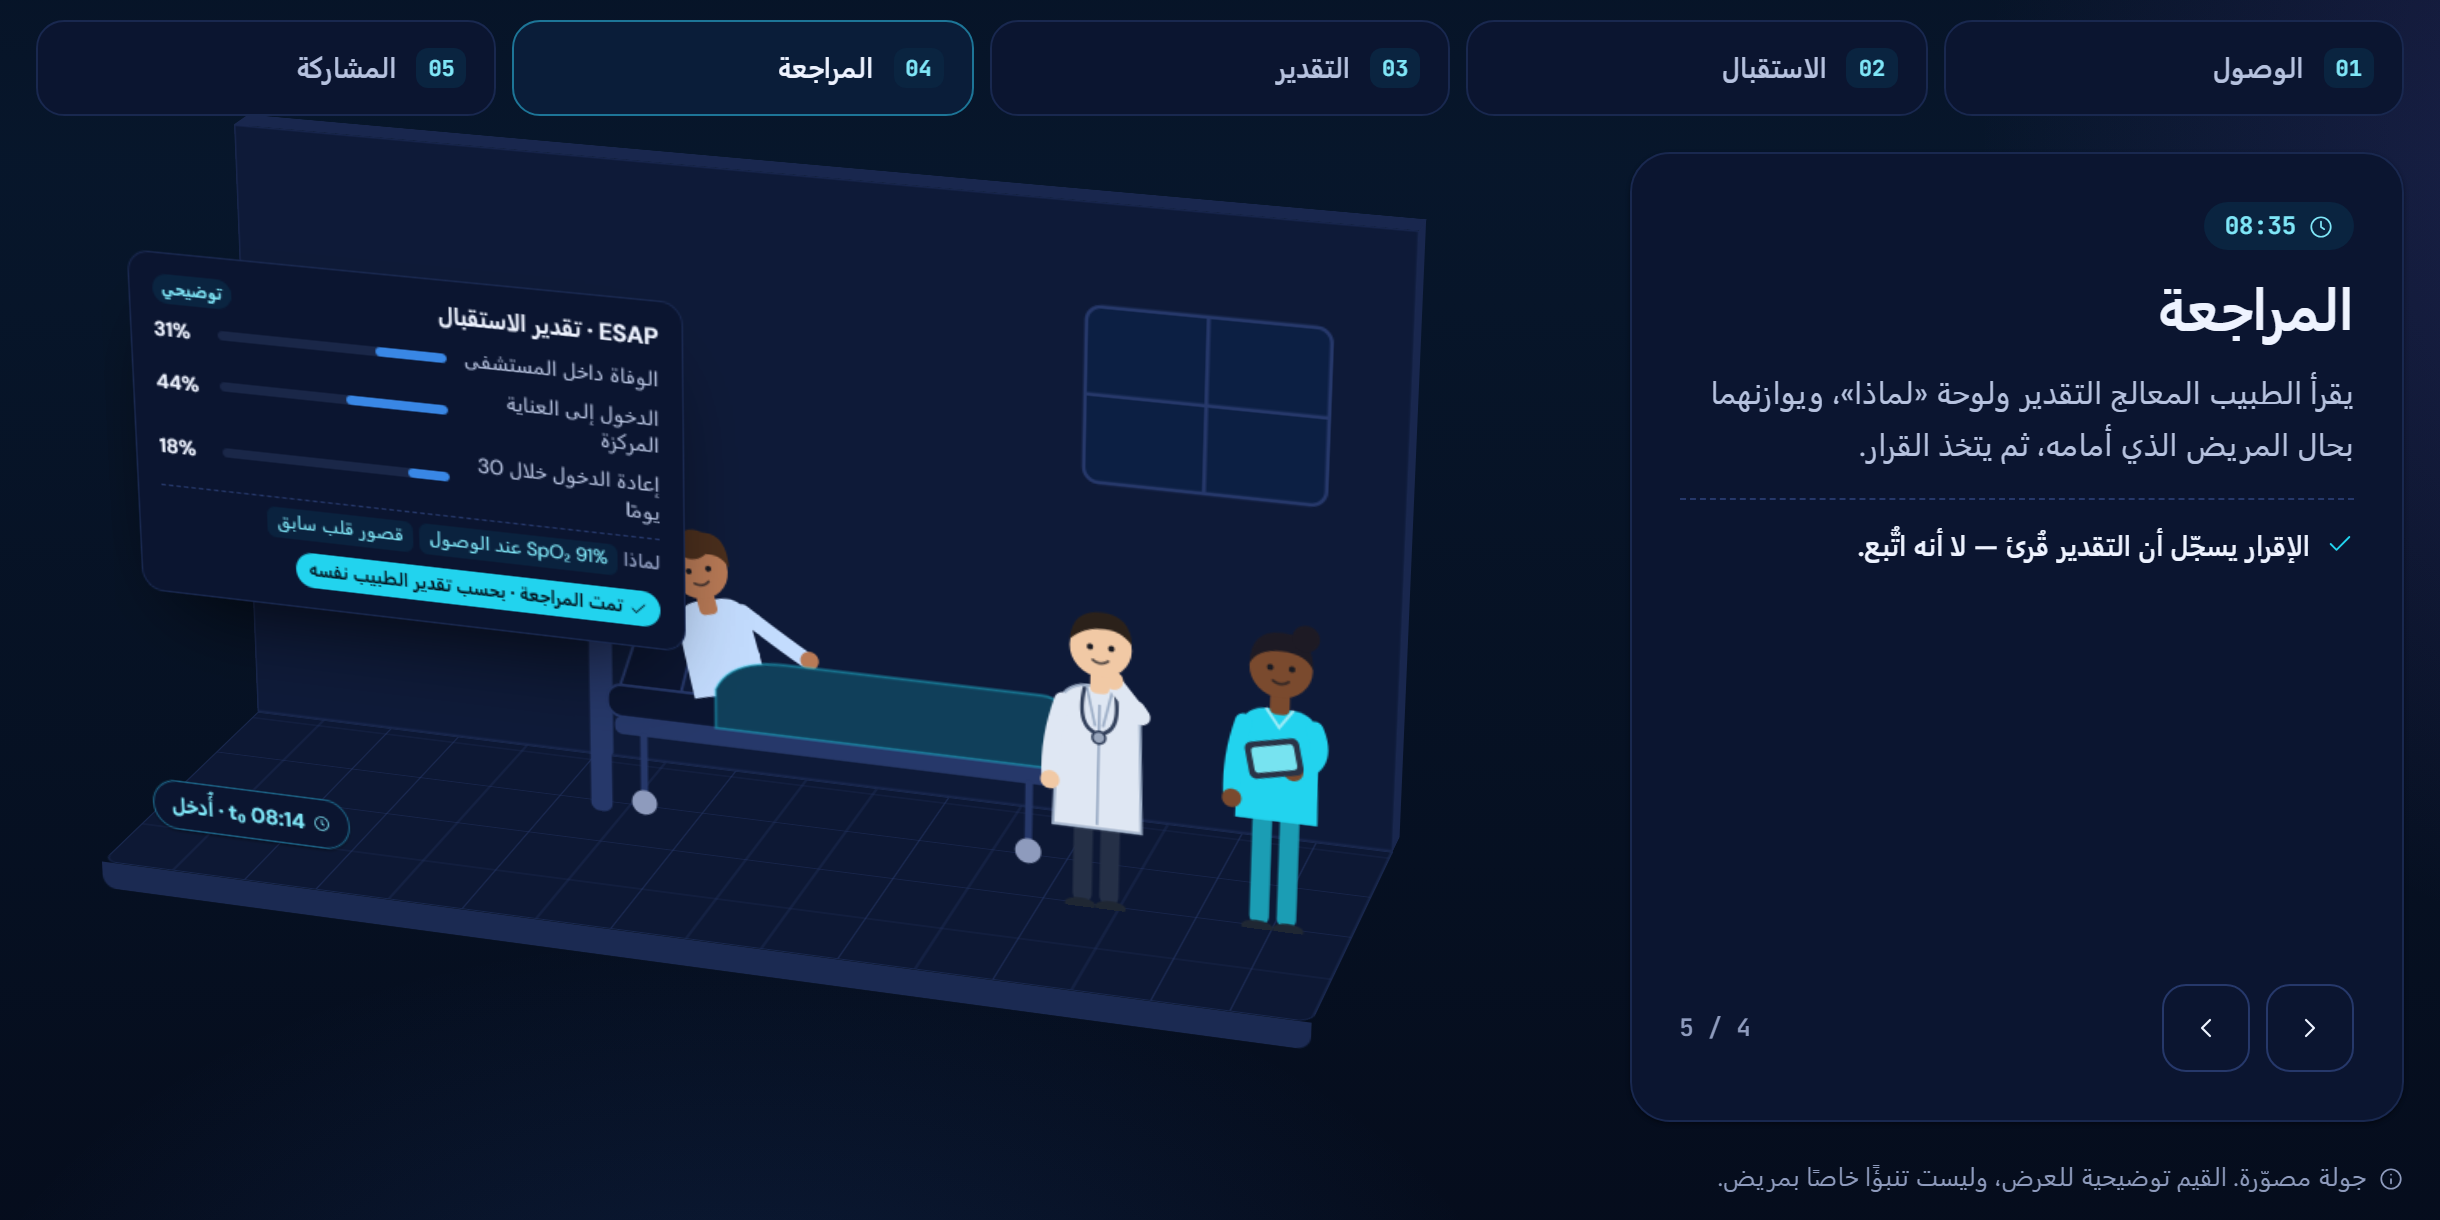 01 الوصول
02 الاستقبال
03 التقدير
04 المراجعة
05 المشاركة
08:35
المراجعة
يقرأ الطبيب المعالج التقدير ولوحة «لماذا»، ويوازنهما
بحال المريض الذي أمامه، ثم يتخذ القرار.
الإقرار يسجّل أن التقدير قُرئ — لا أنه اتُّبع.
4 / 5
ESAP · تقدير الاستقبال
توضيحي
الوفاة داخل المستشفى 31%
الدخول إلى العناية
المركزة 44%
إعادة الدخول خلال 30
يومًا 18%
لماذا SpO₂ 91% عند الوصول قصور قلب سابق
تمت المراجعة · بحسب تقدير الطبيب نفسه
t₀ 08:14 · أُدخل
جولة مصوّرة. القيم توضيحية للعرض، وليست تنبؤًا خاصًا بمريض.